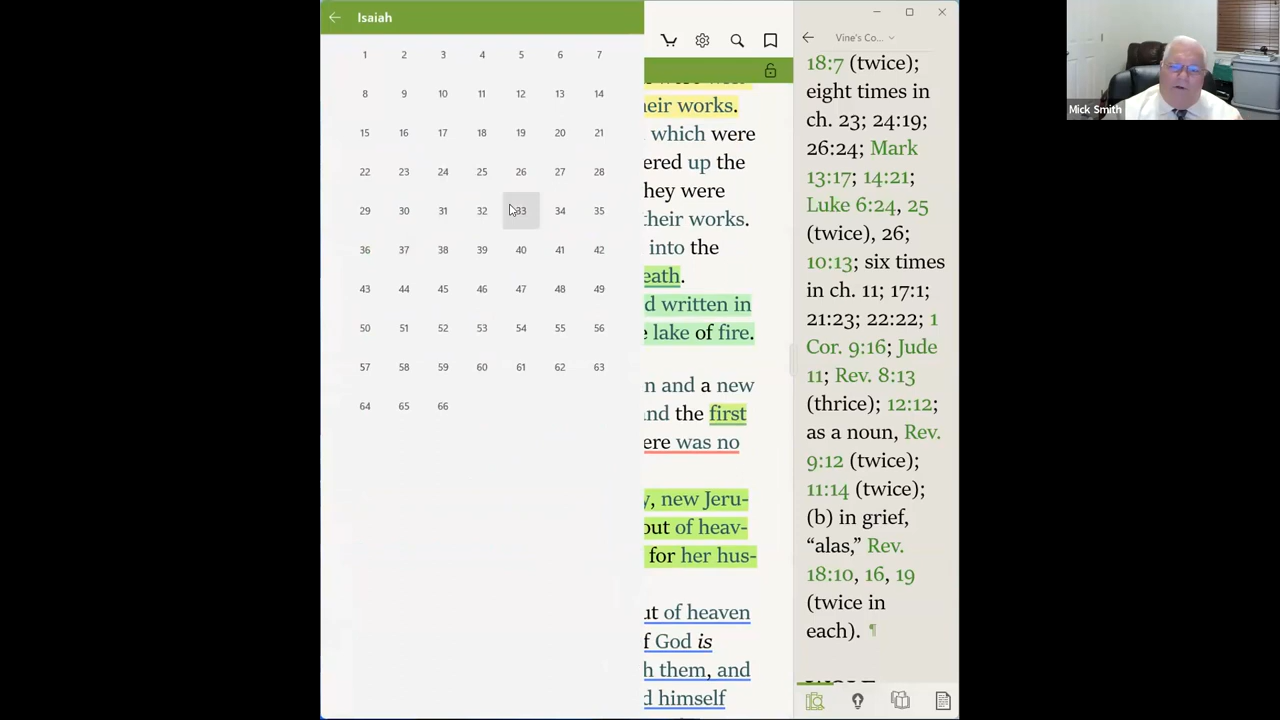 Isaiah
1 2 3 4 5 6 7
8 9 10 11 12 13 14
15 16 17 18 19 20 21
22 23 24 25 26 27 28
29 30 31 32 33 34 35
36 37 38 39 40 41 42
43 44 45 46 47 48 49
50 51 52 53 54 55 56
57 58 59 60 61 62 63
64 65 66
heir works.
which were
ered up the
hey were
their works.
into the
eath.
d written in
lake of fire.
n and a new
and the first
ere was no
y, new Jeru-
out of heav-
for her hus-
ut of heaven
f God is
h them, and
d himself
Vine's Co...
18:7 (twice);
eight times in
ch. 23; 24:19;
26:24; Mark
13:17; 14:21;
Luke 6:24, 25
(twice), 26;
10:13; six times
in ch. 11; 17:1;
21:23; 22:22; 1
Cor. 9:16; Jude
11; Rev. 8:13
(thrice); 12:12;
as a noun, Rev.
9:12 (twice);
11:14 (twice);
(b) in grief,
“alas,” Rev.
18:10, 16, 19
(twice in
each). ¶
Mick Smith